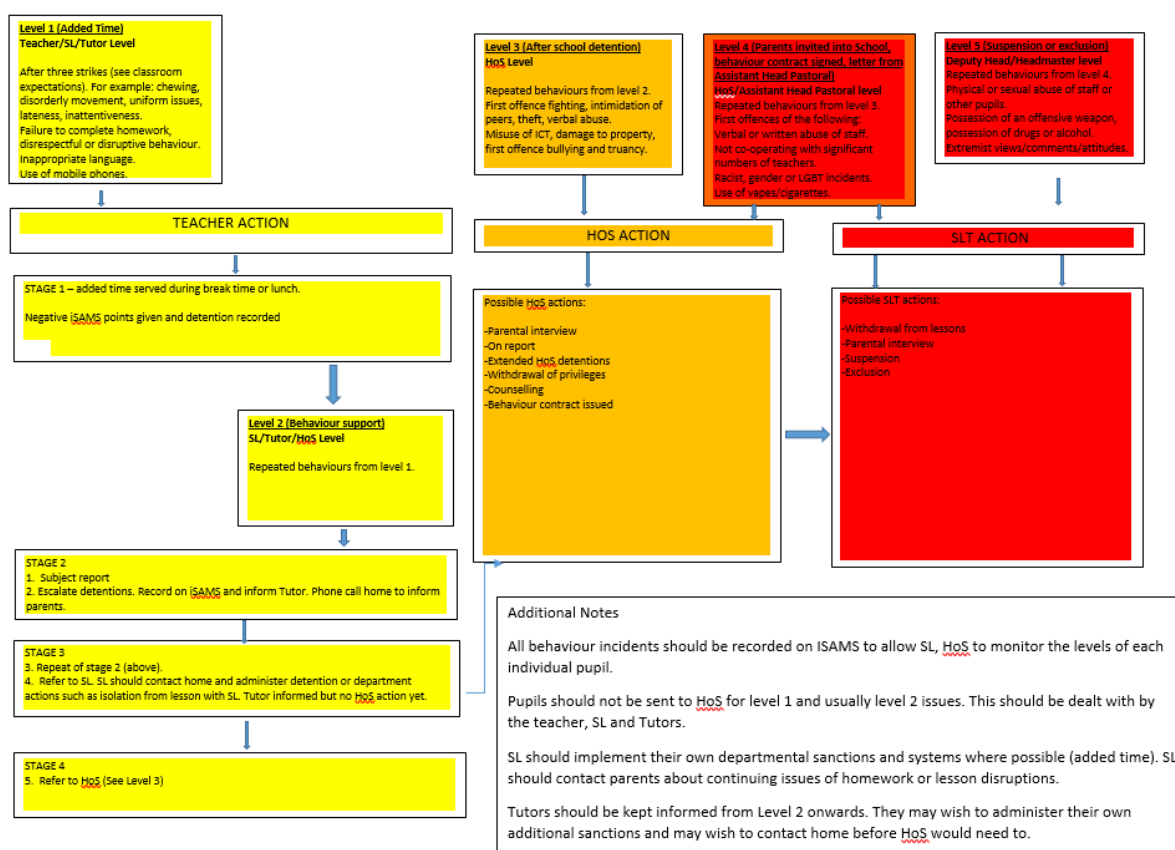 Level 1 (Added Time)
Teacher/SL/Tutor Level
After three strikes (see classroom
expectations). For example: chewing,
disorderly movement, uniform issues,
lateness, inattentiveness.
Failure to complete homework,
disrespectful or disruptive behaviour.
Inappropriate language.
Use of mobile phones.
TEACHER ACTION
STAGE 1 – added time served during break time or lunch.
Negative iSAMS points given and detention recorded
Level 2 (Behaviour support)
SL/Tutor/HoS Level
Repeated behaviours from level 1.
STAGE 2
1. Subject report
2. Escalate detentions. Record on iSAMS and inform Tutor. Phone call home to inform
parents.
STAGE 3
3. Repeat of stage 2 (above).
4. Refer to SL. SL should contact home and administer detention or department
actions such as isolation from lesson with SL. Tutor informed but no HoS action yet.
STAGE 4
5. Refer to HoS (See Level 3)
Level 3 (After school detention)
HoS Level
Repeated behaviours from level 2.
First offence fighting, intimidation of
peers, theft, verbal abuse.
Misuse of ICT, damage to property,
first offence bullying and truancy.
Level 4 (Parents invited into School,
behaviour contract signed, letter from
Assistant Head Pastoral)
HoS/Assistant Head Pastoral level
Repeated behaviours from level 3.
First offences of the following:
Verbal or written abuse of staff.
Not co-operating with significant
numbers of teachers.
Racist, gender or LGBT incidents.
Use of vapes/cigarettes.
Level 5 (Suspension or exclusion)
Deputy Head/Headmaster level
Repeated behaviours from level 4.
Physical or sexual abuse of staff or
other pupils.
Possession of an offensive weapon,
possession of drugs or alcohol.
Extremist views/comments/attitudes.
HOS ACTION
SLT ACTION
Possible HoS actions:
-Parental interview
-On report
-Extended HoS detentions
-Withdrawal of privileges
-Counselling
-Behaviour contract issued
Possible SLT actions:
-Withdrawal from lessons
-Parental interview
-Suspension
-Exclusion
Additional Notes
All behaviour incidents should be recorded on ISAMS to allow SL, HoS to monitor the levels of each
individual pupil.
Pupils should not be sent to HoS for level 1 and usually level 2 issues. This should be dealt with by
the teacher, SL and Tutors.
SL should implement their own departmental sanctions and systems where possible (added time). SL
should contact parents about continuing issues of homework or lesson disruptions.
Tutors should be kept informed from Level 2 onwards. They may wish to administer their own
additional sanctions and may wish to contact home before HoS would need to.